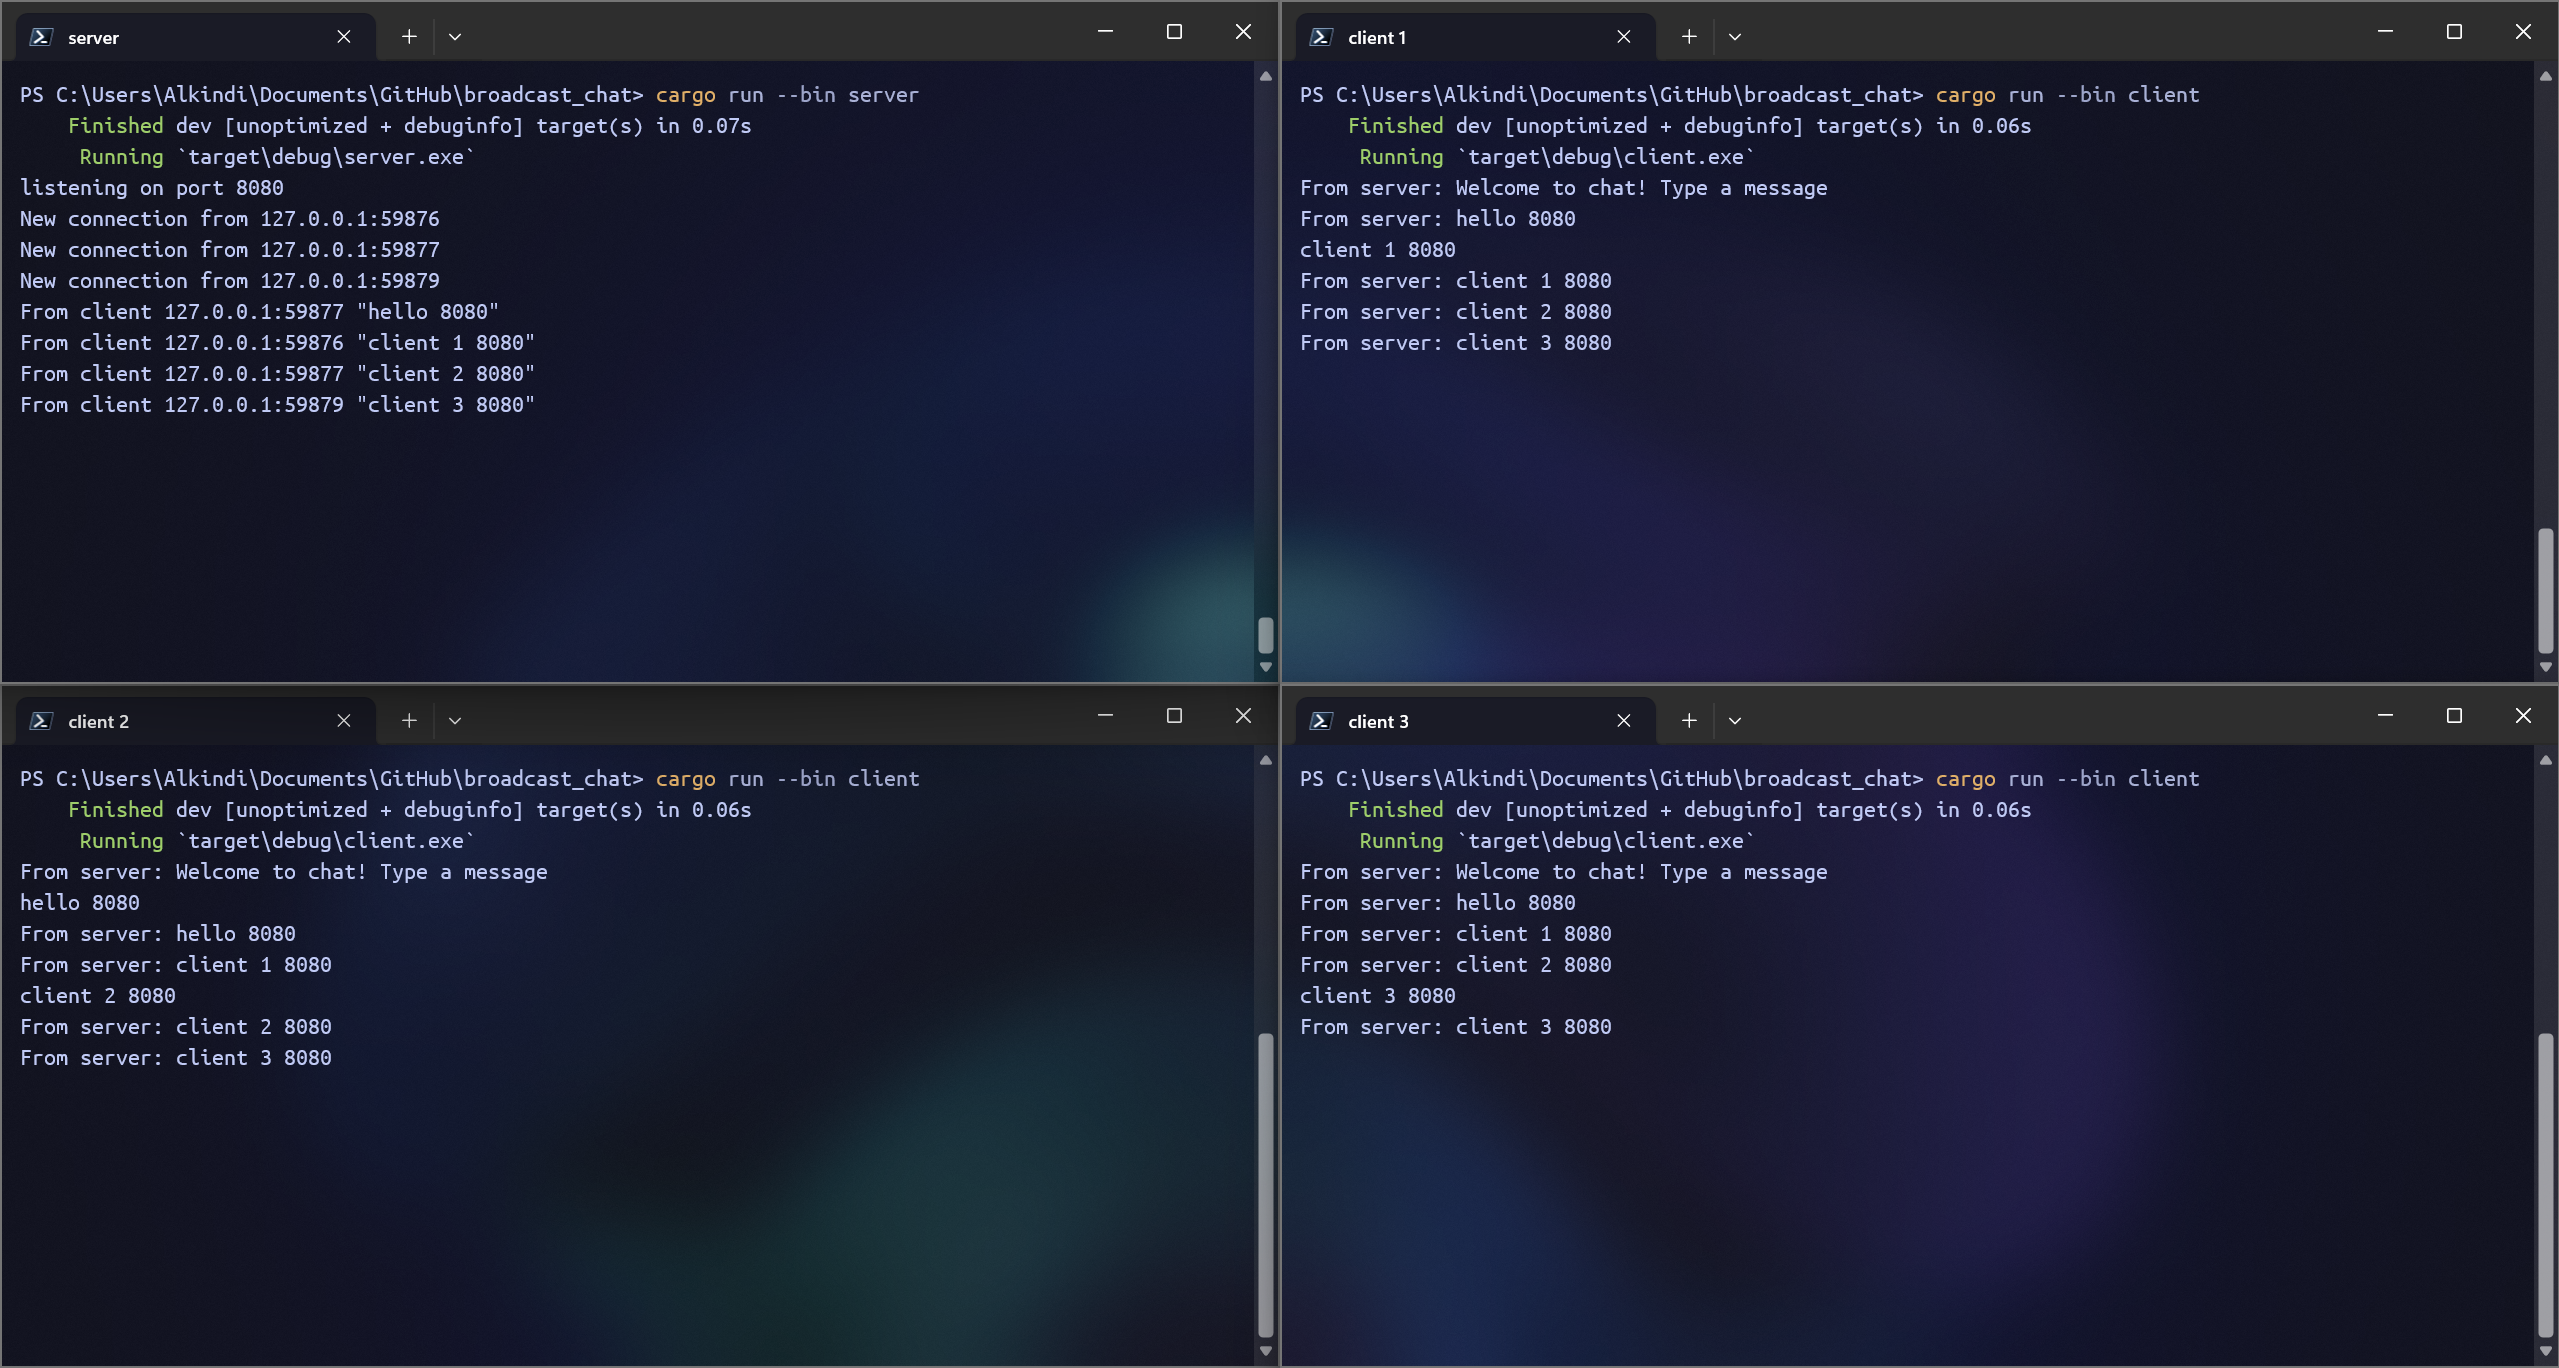 server
PS C:\Users\Alkindi\Documents\GitHub\broadcast_chat> cargo run --bin server
    Finished dev [unoptimized + debuginfo] target(s) in 0.07s
     Running `target\debug\server.exe`
listening on port 8080
New connection from 127.0.0.1:59876
New connection from 127.0.0.1:59877
New connection from 127.0.0.1:59879
From client 127.0.0.1:59877 "hello 8080"
From client 127.0.0.1:59876 "client 1 8080"
From client 127.0.0.1:59877 "client 2 8080"
From client 127.0.0.1:59879 "client 3 8080"
client 1
PS C:\Users\Alkindi\Documents\GitHub\broadcast_chat> cargo run --bin client
    Finished dev [unoptimized + debuginfo] target(s) in 0.06s
     Running `target\debug\client.exe`
From server: Welcome to chat! Type a message
From server: hello 8080
client 1 8080
From server: client 1 8080
From server: client 2 8080
From server: client 3 8080
client 2
PS C:\Users\Alkindi\Documents\GitHub\broadcast_chat> cargo run --bin client
    Finished dev [unoptimized + debuginfo] target(s) in 0.06s
     Running `target\debug\client.exe`
From server: Welcome to chat! Type a message
hello 8080
From server: hello 8080
From server: client 1 8080
client 2 8080
From server: client 2 8080
From server: client 3 8080
client 3
PS C:\Users\Alkindi\Documents\GitHub\broadcast_chat> cargo run --bin client
    Finished dev [unoptimized + debuginfo] target(s) in 0.06s
     Running `target\debug\client.exe`
From server: Welcome to chat! Type a message
From server: hello 8080
From server: client 1 8080
From server: client 2 8080
client 3 8080
From server: client 3 8080